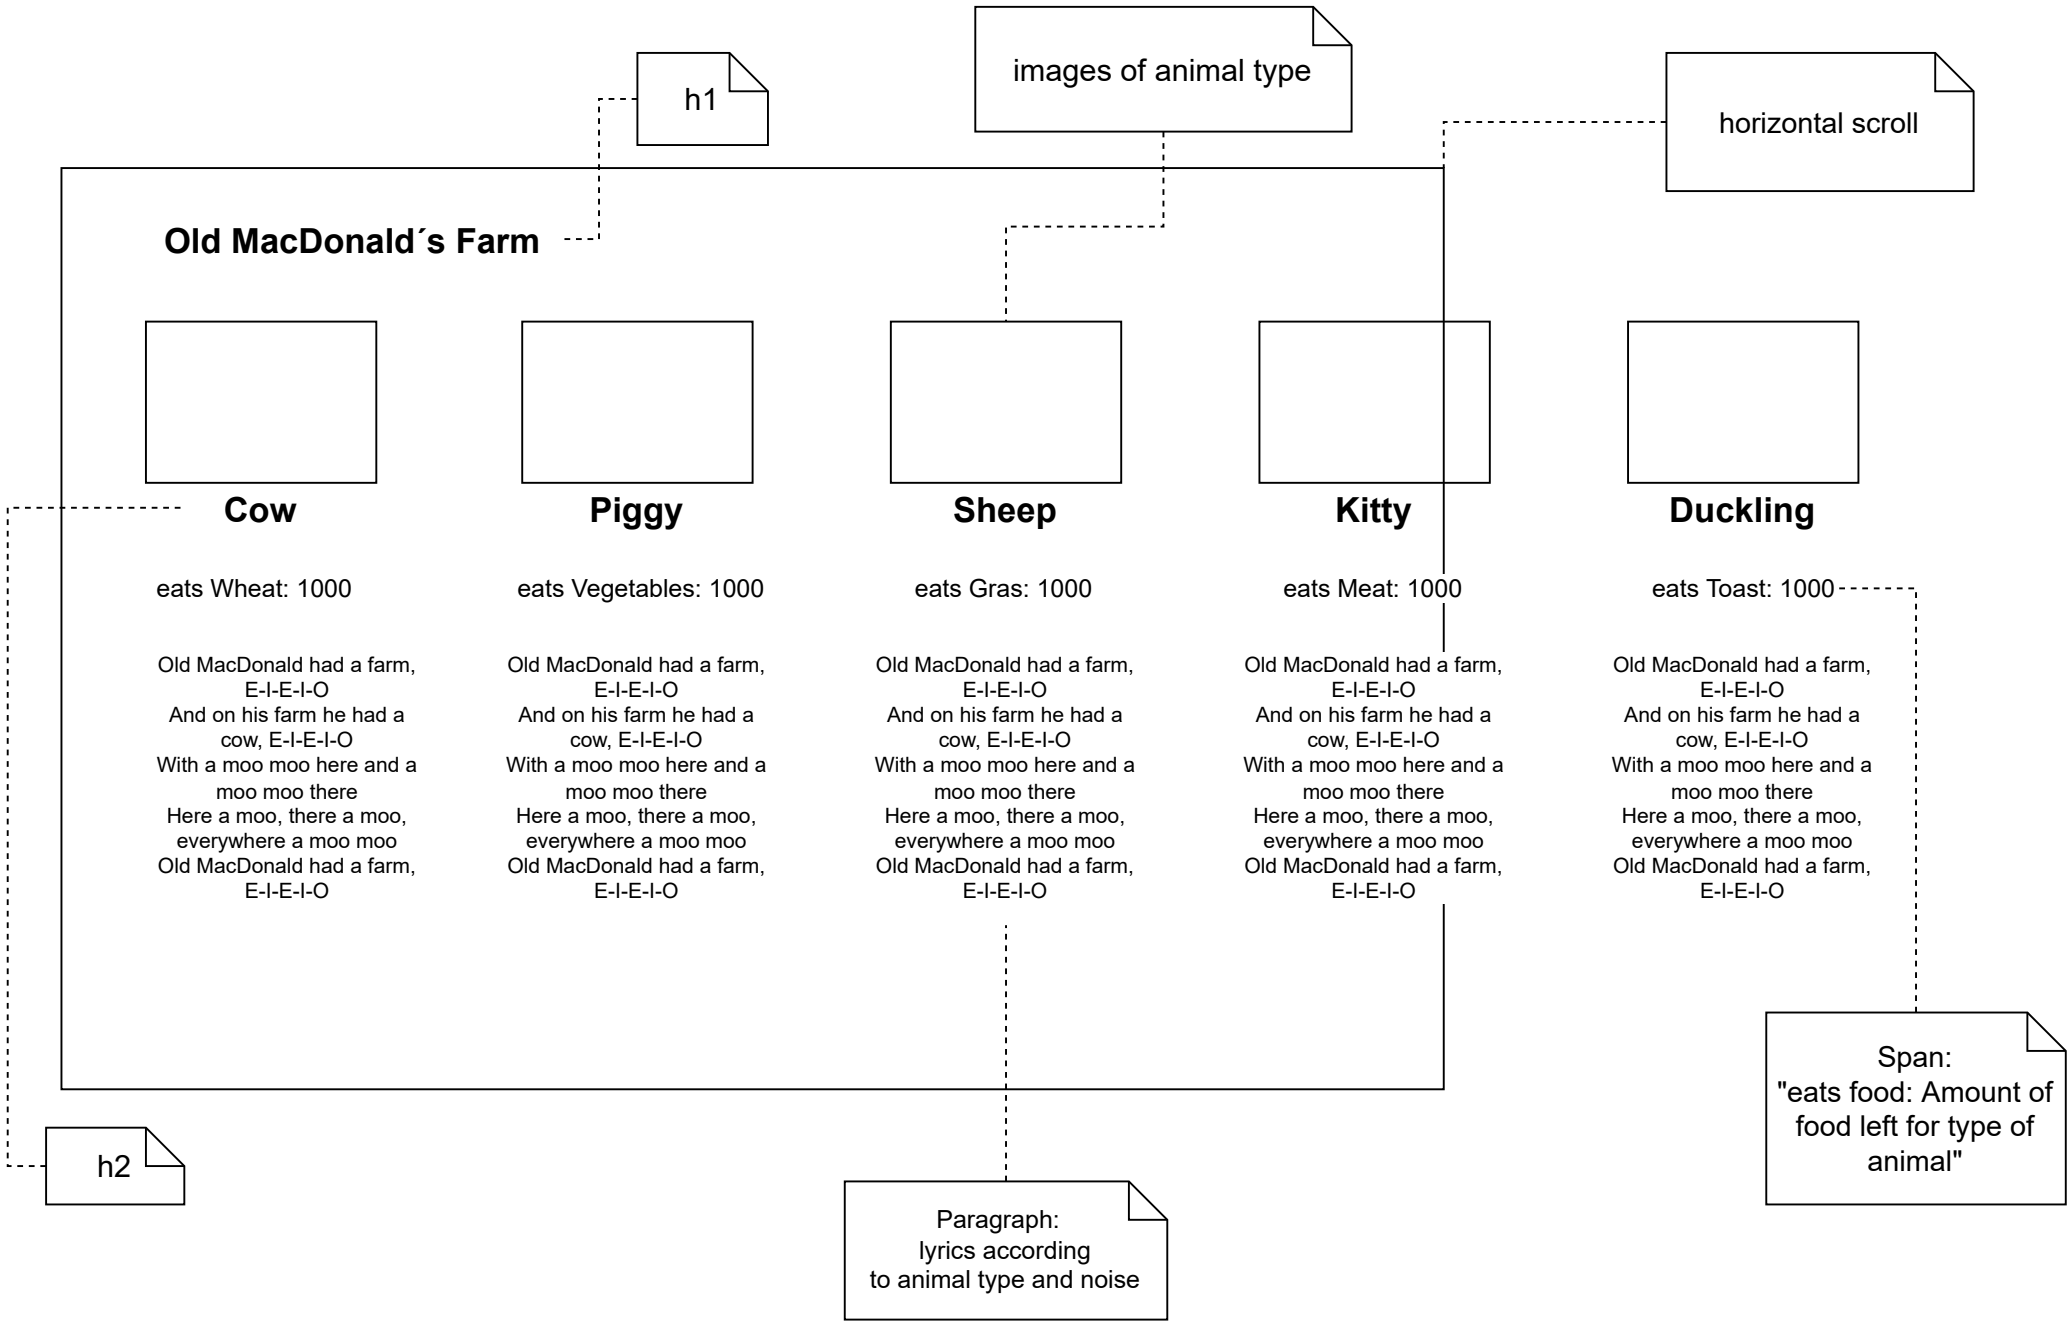 images of animal type
h1
horizontal scroll
Old MacDonald´s Farm
Cow
Piggy
Sheep
Kitty
Duckling
eats Wheat: 1000
eats Vegetables: 1000
eats Gras: 1000
eats Meat: 1000
eats Toast: 1000
Old MacDonald had a farm,
E-I-E-I-O
And on his farm he had a
cow, E-I-E-I-O
With a moo moo here and a
moo moo there
Here a moo, there a moo,
everywhere a moo moo
Old MacDonald had a farm,
E-I-E-I-O
Old MacDonald had a farm,
E-I-E-I-O
And on his farm he had a
cow, E-I-E-I-O
With a moo moo here and a
moo moo there
Here a moo, there a moo,
everywhere a moo moo
Old MacDonald had a farm,
E-I-E-I-O
Old MacDonald had a farm,
E-I-E-I-O
And on his farm he had a
cow, E-I-E-I-O
With a moo moo here and a
moo moo there
Here a moo, there a moo,
everywhere a moo moo
Old MacDonald had a farm,
E-I-E-I-O
Old MacDonald had a farm,
E-I-E-I-O
And on his farm he had a
cow, E-I-E-I-O
With a moo moo here and a
moo moo there
Here a moo, there a moo,
everywhere a moo moo
Old MacDonald had a farm,
E-I-E-I-O
Old MacDonald had a farm,
E-I-E-I-O
And on his farm he had a
cow, E-I-E-I-O
With a moo moo here and a
moo moo there
Here a moo, there a moo,
everywhere a moo moo
Old MacDonald had a farm,
E-I-E-I-O
Span:
"eats food: Amount of
food left for type of
animal"
h2
Paragraph:
lyrics according
to animal type and noise